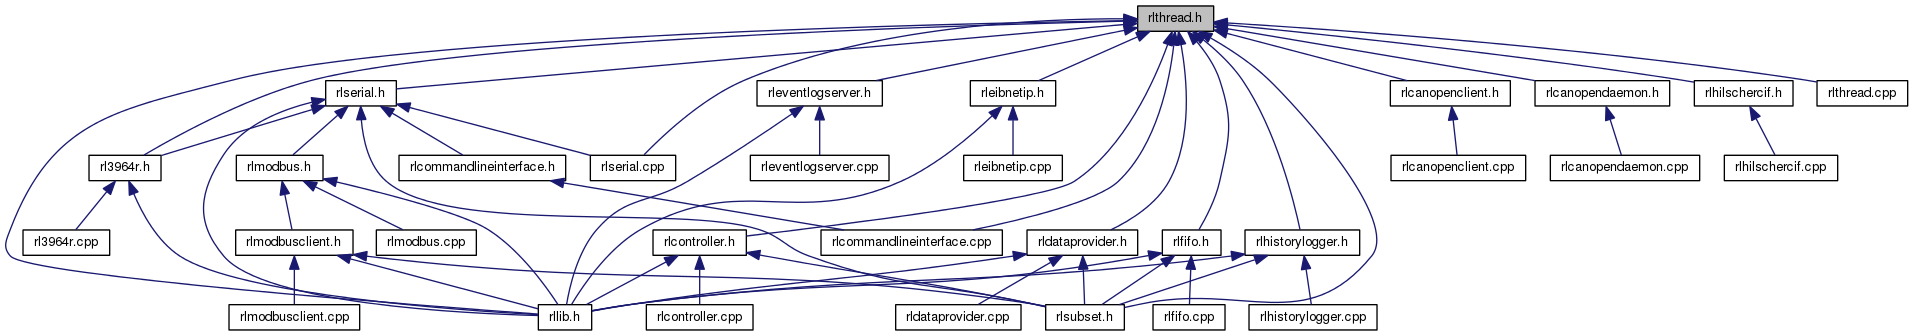 rlthread.h
rlserial.h
rleventlogserver.h
rleibnetip.h
rlcanopenclient.h
rlcanopendaemon.h
rlhilschercif.h
rlthread.cpp
rl3964r.h
rlmodbus.h
rlcommandlineinterface.h
rlserial.cpp
rleventlogserver.cpp
rleibnetip.cpp
rlcanopenclient.cpp
rlcanopendaemon.cpp
rlhilschercif.cpp
rl3964r.cpp
rlmodbusclient.h
rlmodbus.cpp
rlcontroller.h
rlcommandlineinterface.cpp
rldataprovider.h
rlfifo.h
rlhistorylogger.h
rlmodbusclient.cpp
rllib.h
rlcontroller.cpp
rldataprovider.cpp
rlsubset.h
rlfifo.cpp
rlhistorylogger.cpp